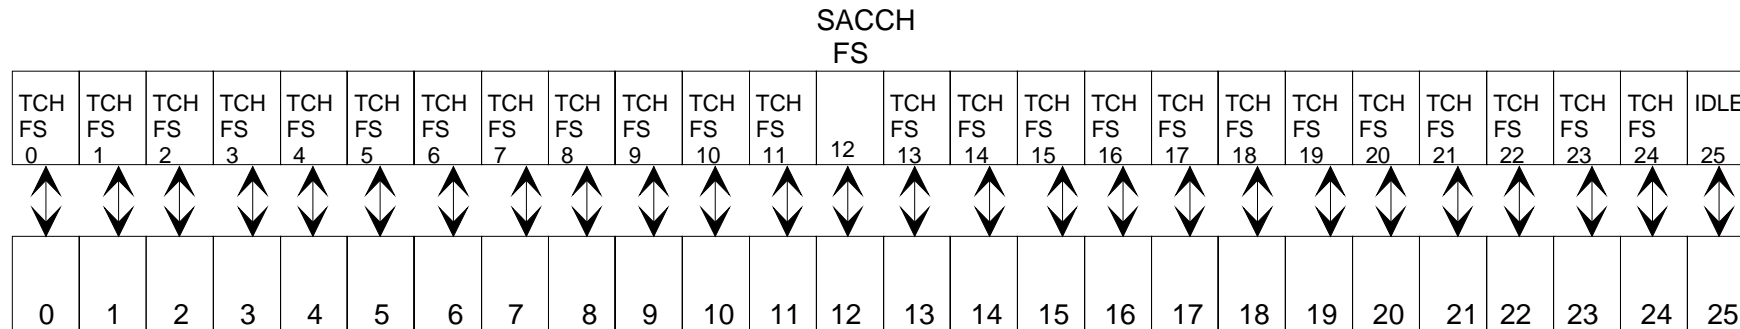 SACCH
FS
TCH TCH TCH TCH TCH TCH TCH TCH TCH TCH TCH TCH TCH TCH TCH TCH TCH TCH TCH TCH TCH TCH TCH TCH IDLE
FS FS FS FS FS FS FS FS FS FS FS FS FS FS FS FS FS FS FS FS FS FS FS FS
0 1 2 3 4 5 6 7 8 9 10 11 12 13 14 15 16 17 18 19 20 21 22 23 24 25
0 1 2 3 4 5 6 7 8 9 10 11 12 13 14 15 16 17 18 19 20 21 22 23 24 25